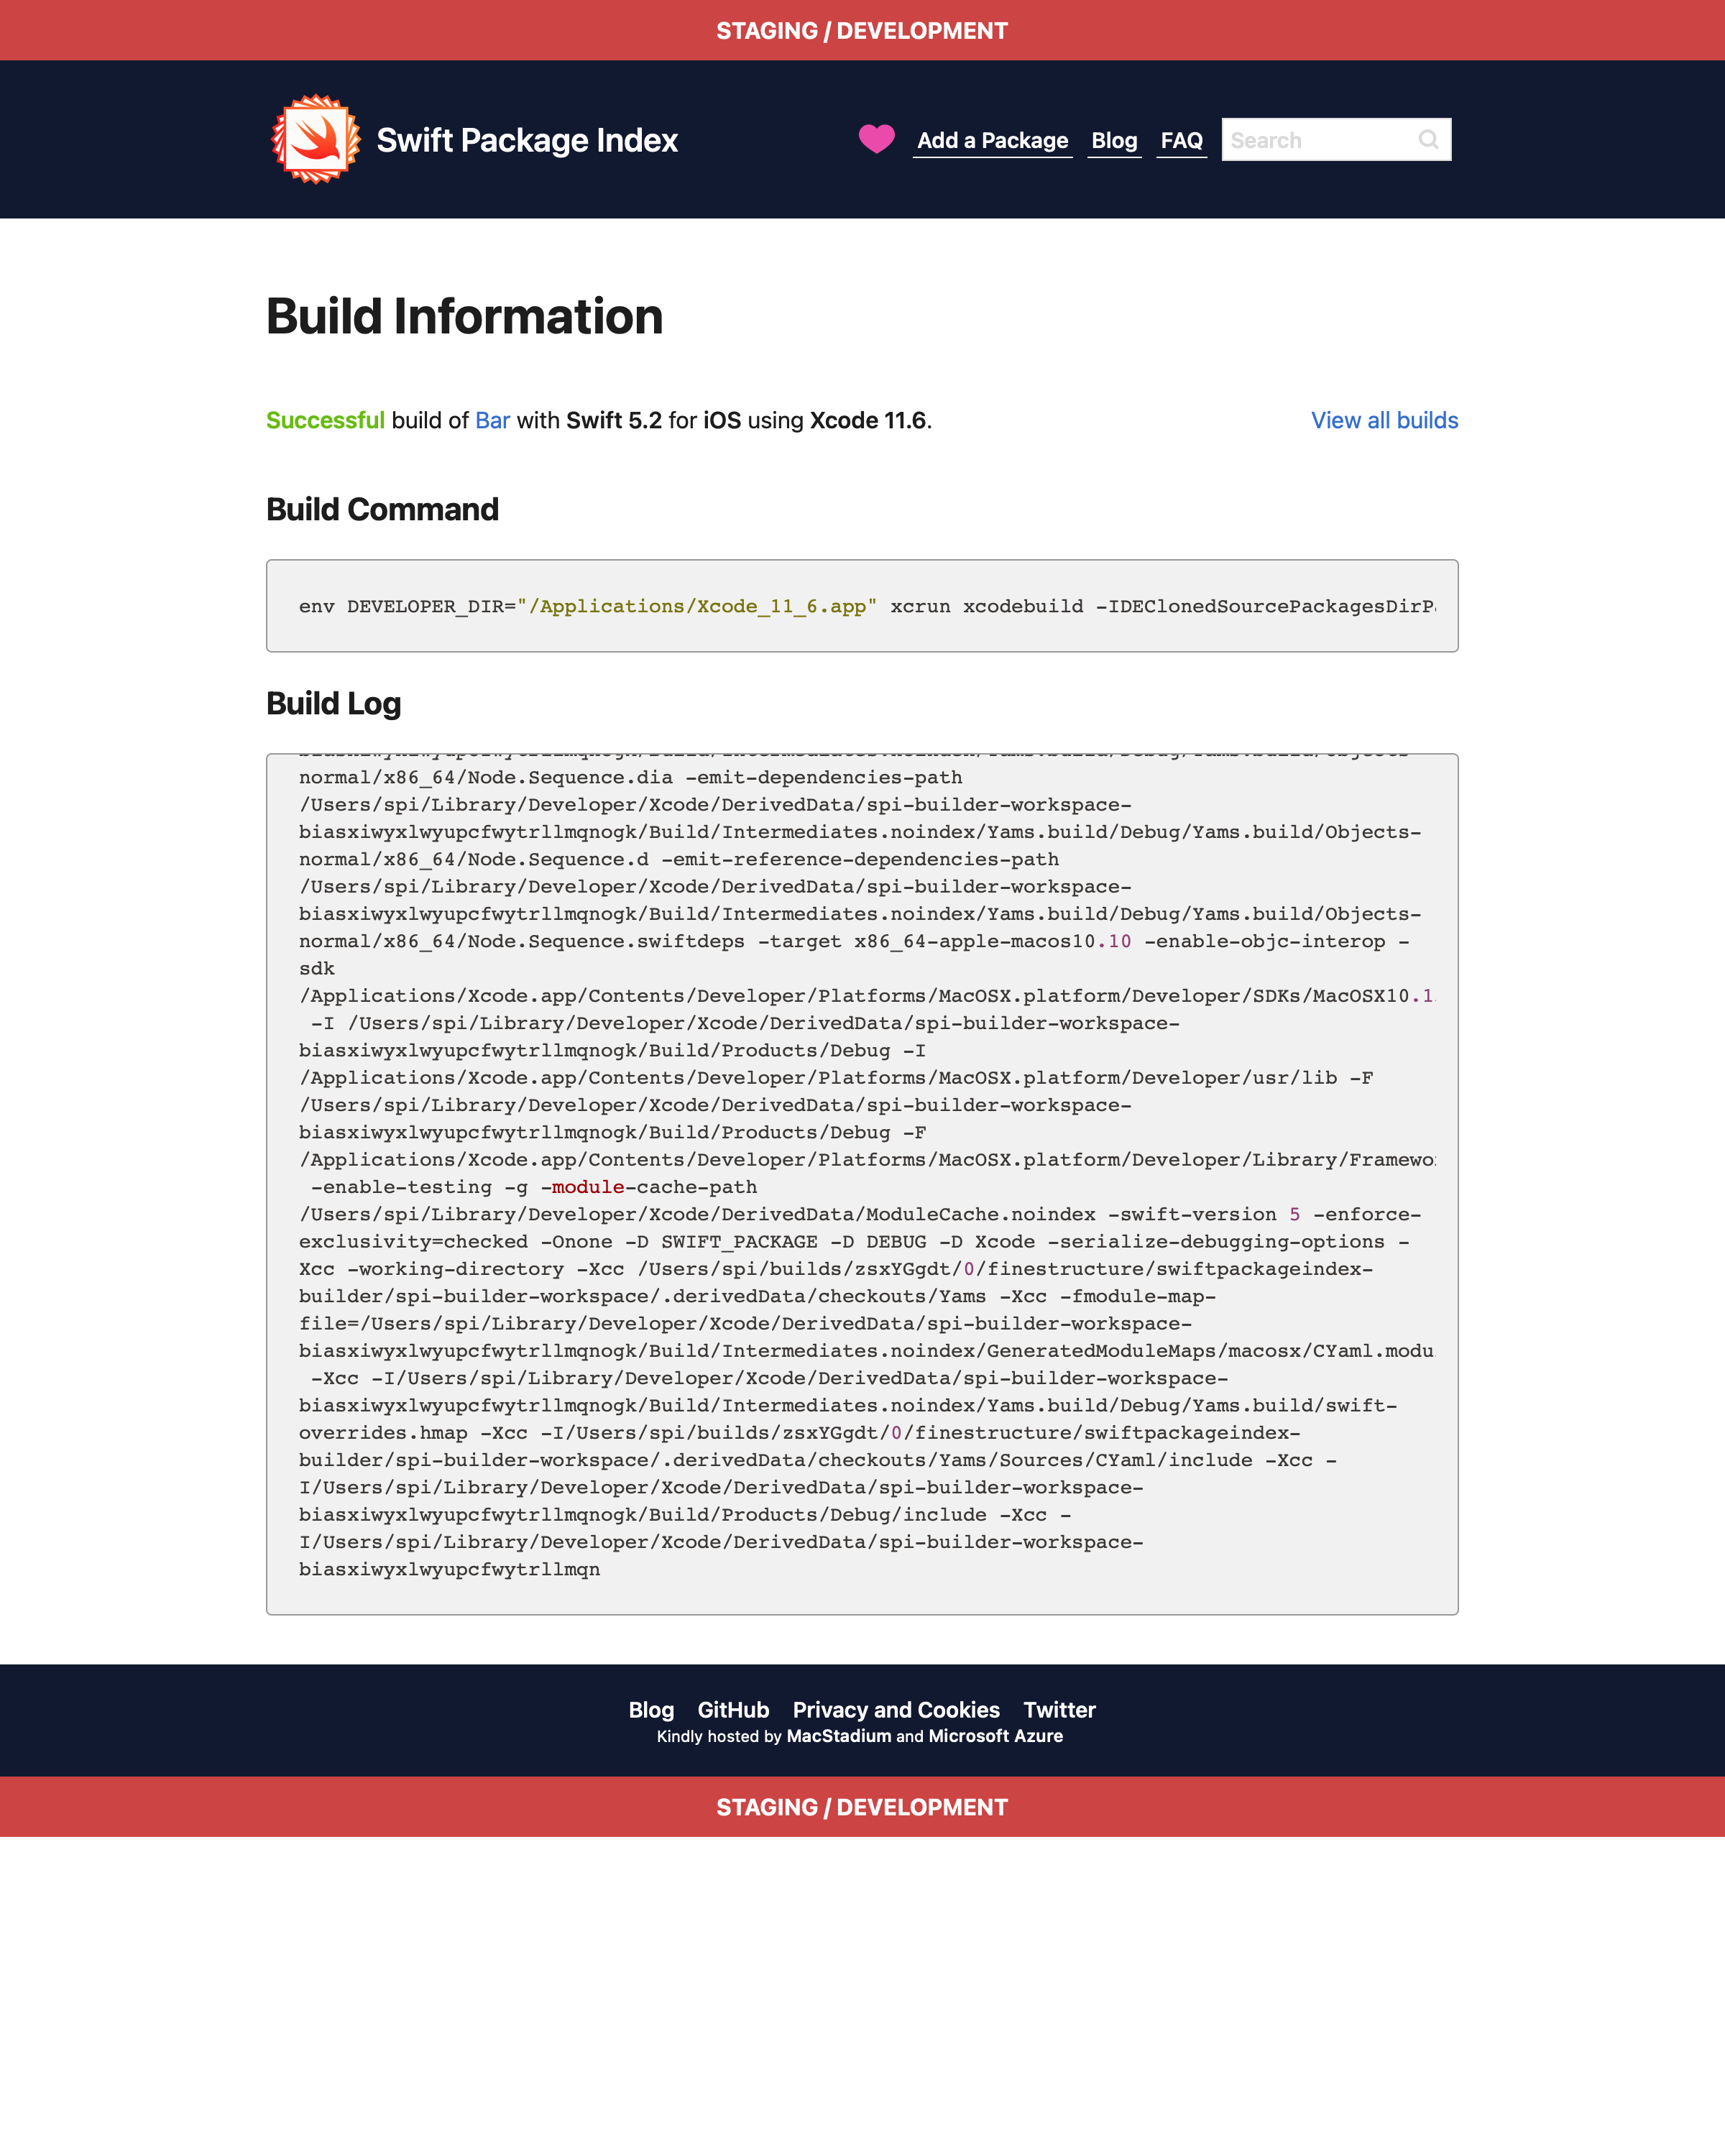 STAGING / DEVELOPMENT
Swift Package Index
Add a Package Blog FAQ Search
Build Information
Successful build of Bar with Swift 5.2 for iOS using Xcode 11.6. View all builds
Build Command
env DEVELOPER_DIR="/Applications/Xcode_11_6.app" xcrun xcodebuild -IDEClonedSourcePackagesDirP
Build Log
normal/x86_64/Node.Sequence.dia -emit-dependencies-path
/Users/spi/Library/Developer/Xcode/DerivedData/spi-builder-workspace-
biasxiwyxlwyupcfwytrllmqnogk/Build/Intermediates.noindex/Yams.build/Debug/Yams.build/Objects-
normal/x86_64/Node.Sequence.d -emit-reference-dependencies-path
/Users/spi/Library/Developer/Xcode/DerivedData/spi-builder-workspace-
biasxiwyxlwyupcfwytrllmqnogk/Build/Intermediates.noindex/Yams.build/Debug/Yams.build/Objects-
normal/x86_64/Node.Sequence.swiftdeps -target x86_64-apple-macos10.10 -enable-objc-interop -
sdk
/Applications/Xcode.app/Contents/Developer/Platforms/MacOSX.platform/Developer/SDKs/MacOSX10.1
-I /Users/spi/Library/Developer/Xcode/DerivedData/spi-builder-workspace-
biasxiwyxlwyupcfwytrllmqnogk/Build/Products/Debug -I
/Applications/Xcode.app/Contents/Developer/Platforms/MacOSX.platform/Developer/usr/lib -F
/Users/spi/Library/Developer/Xcode/DerivedData/spi-builder-workspace-
biasxiwyxlwyupcfwytrllmqnogk/Build/Products/Debug -F
/Applications/Xcode.app/Contents/Developer/Platforms/MacOSX.platform/Developer/Library/Framewo
-enable-testing -g -module-cache-path
/Users/spi/Library/Developer/Xcode/DerivedData/ModuleCache.noindex -swift-version 5 -enforce-
exclusivity=checked -Onone -D SWIFT_PACKAGE -D DEBUG -D Xcode -serialize-debugging-options -
Xcc -working-directory -Xcc /Users/spi/builds/zsxYGgdt/0/finestructure/swiftpackageindex-
builder/spi-builder-workspace/.derivedData/checkouts/Yams -Xcc -fmodule-map-
file=/Users/spi/Library/Developer/Xcode/DerivedData/spi-builder-workspace-
biasxiwyxlwyupcfwytrllmqnogk/Build/Intermediates.noindex/GeneratedModuleMaps/macosx/CYaml.modu
-Xcc -I/Users/spi/Library/Developer/Xcode/DerivedData/spi-builder-workspace-
biasxiwyxlwyupcfwytrllmqnogk/Build/Intermediates.noindex/Yams.build/Debug/Yams.build/swift-
overrides.hmap -Xcc -I/Users/spi/builds/zsxYGgdt/0/finestructure/swiftpackageindex-
builder/spi-builder-workspace/.derivedData/checkouts/Yams/Sources/CYaml/include -Xcc -
I/Users/spi/Library/Developer/Xcode/DerivedData/spi-builder-workspace-
biasxiwyxlwyupcfwytrllmqnogk/Build/Products/Debug/include -Xcc -
I/Users/spi/Library/Developer/Xcode/DerivedData/spi-builder-workspace-
biasxiwyxlwyupcfwytrllmqn
Blog GitHub Privacy and Cookies Twitter
Kindly hosted by MacStadium and Microsoft Azure
STAGING / DEVELOPMENT